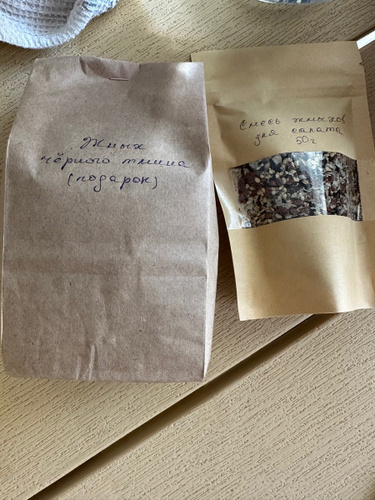 Жмых
чёрного тмина
(подарок)
Смесь жмыхов
для салата
50г